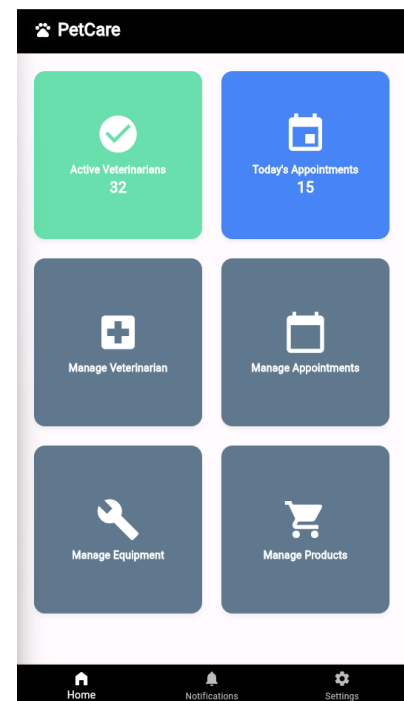 PetCare
Active Veterinarians
32
Today's Appointments
15
Manage Veterinarian
Manage Appointments
Manage Equipment
Manage Products
Home
Notifications
Settings